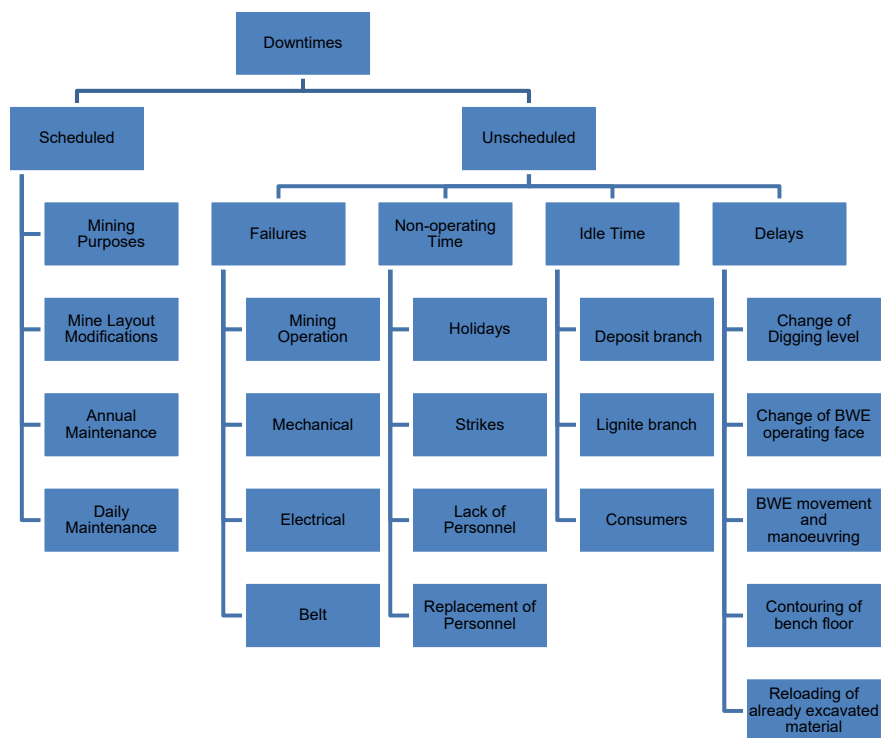 Downtimes
Scheduled
Unscheduled
Mining
Purposes
Failures
Non-operating
Time
Idle Time
Delays
Mine Layout
Modifications
Mining
Operation
Holidays
Deposit branch
Change of
Digging level
Annual
Maintenance
Mechanical
Strikes
Lignite branch
Change of BWE
operating face
Daily
Maintenance
Electrical
Lack of
Personnel
Consumers
BWE movement
and
manoeuvring
Belt
Replacement of
Personnel
Contouring of
bench floor
Reloading of
already excavated
material